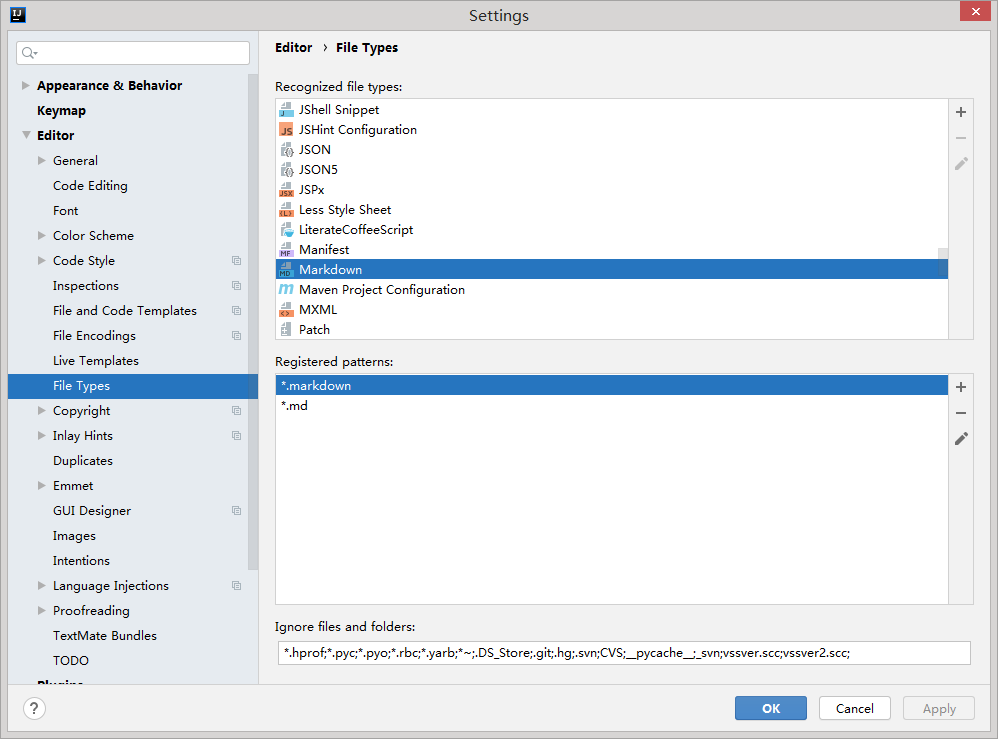 IJ
Settings
Appearance & Behavior
Keymap
Editor
General
Code Editing
Font
Color Scheme
Code Style
Inspections
File and Code Templates
File Encodings
Live Templates
File Types
Copyright
Inlay Hints
Duplicates
Emmet
GUI Designer
Images
Intentions
Language Injections
Proofreading
TextMate Bundles
TODO
Plugins
Editor › File Types
Recognized file types:
JShell Snippet
JSHint Configuration
JSON
JSON5
JSPx
Less Style Sheet
LiterateCoffeeScript
Manifest
Markdown
Maven Project Configuration
MXML
Patch
Registered patterns:
*.markdown
*.md
Ignore files and folders:
*.hprof;*.pyc;*.pyo;*.rbc;*.yarb;*~;.DS_Store;.git;.hg;.svn;CVS;__pycache__;_svn;vssver.scc;vssver2.scc;
?
OK
Cancel
Apply